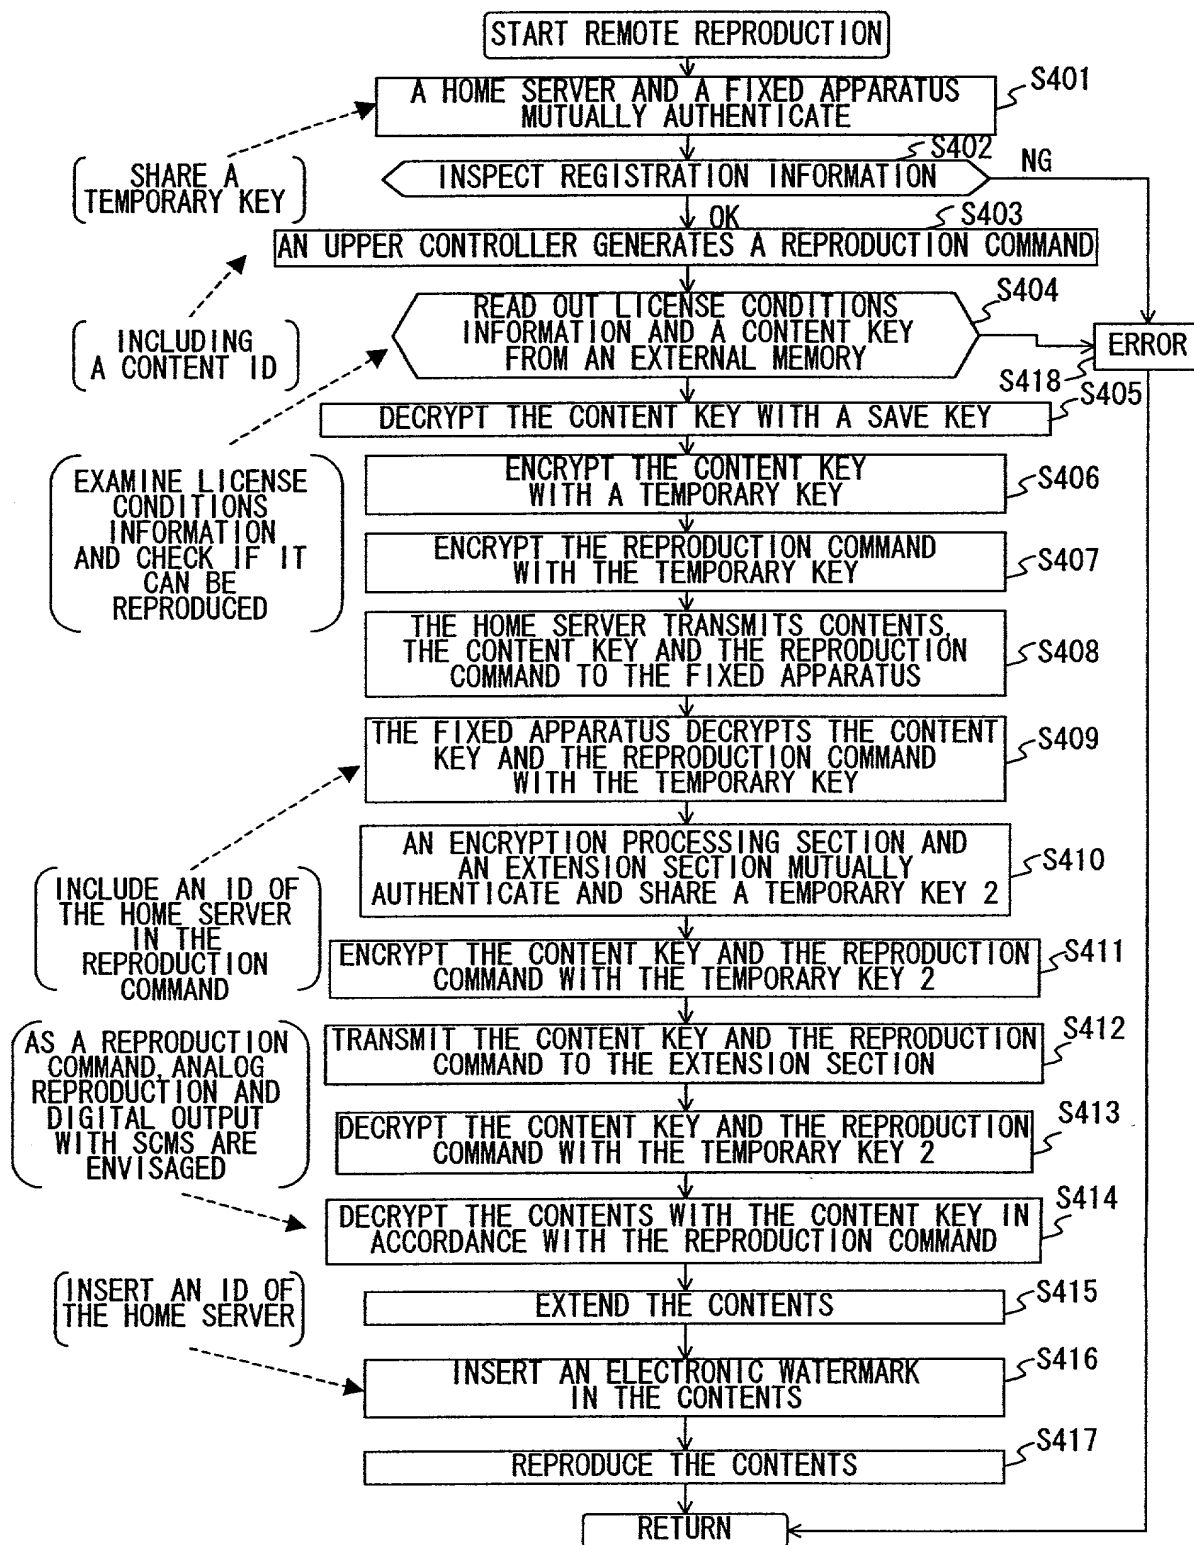 START REMOTE REPRODUCTION
A HOME SERVER AND A FIXED APPARATUS
MUTUALLY AUTHENTICATE
S401
SHARE A
TEMPORARY KEY
INSPECT REGISTRATION INFORMATION
S402
NG
OK
S403
AN UPPER CONTROLLER GENERATES A REPRODUCTION COMMAND
INCLUDING
A CONTENT ID
READ OUT LICENSE CONDITIONS
INFORMATION AND A CONTENT KEY
FROM AN EXTERNAL MEMORY
S404
ERROR
S418
S405
DECRYPT THE CONTENT KEY WITH A SAVE KEY
EXAMINE LICENSE
CONDITIONS
INFORMATION
AND CHECK IF IT
CAN BE
REPRODUCED
ENCRYPT THE CONTENT KEY
WITH A TEMPORARY KEY
S406
ENCRYPT THE REPRODUCTION COMMAND
WITH THE TEMPORARY KEY
S407
THE HOME SERVER TRANSMITS CONTENTS,
THE CONTENT KEY AND THE REPRODUCTION
COMMAND TO THE FIXED APPARATUS
S408
THE FIXED APPARATUS DECRYPTS THE CONTENT
KEY AND THE REPRODUCTION COMMAND
WITH THE TEMPORARY KEY
S409
INCLUDE AN ID OF
THE HOME SERVER
IN THE
REPRODUCTION
COMMAND
AN ENCRYPTION PROCESSING SECTION AND
AN EXTENSION SECTION MUTUALLY
AUTHENTICATE AND SHARE A TEMPORARY KEY 2
S410
ENCRYPT THE CONTENT KEY AND THE REPRODUCTION
COMMAND WITH THE TEMPORARY KEY 2
S411
AS A REPRODUCTION
COMMAND, ANALOG
REPRODUCTION AND
DIGITAL OUTPUT
WITH SCMS ARE
ENVISAGED
TRANSMIT THE CONTENT KEY AND THE REPRODUCTION
COMMAND TO THE EXTENSION SECTION
S412
DECRYPT THE CONTENT KEY AND THE REPRODUCTION
COMMAND WITH THE TEMPORARY KEY 2
S413
DECRYPT THE CONTENTS WITH THE CONTENT KEY IN
ACCORDANCE WITH THE REPRODUCTION COMMAND
S414
INSERT AN ID OF
THE HOME SERVER
EXTEND THE CONTENTS
S415
INSERT AN ELECTRONIC WATERMARK
IN THE CONTENTS
S416
REPRODUCE THE CONTENTS
S417
RETURN